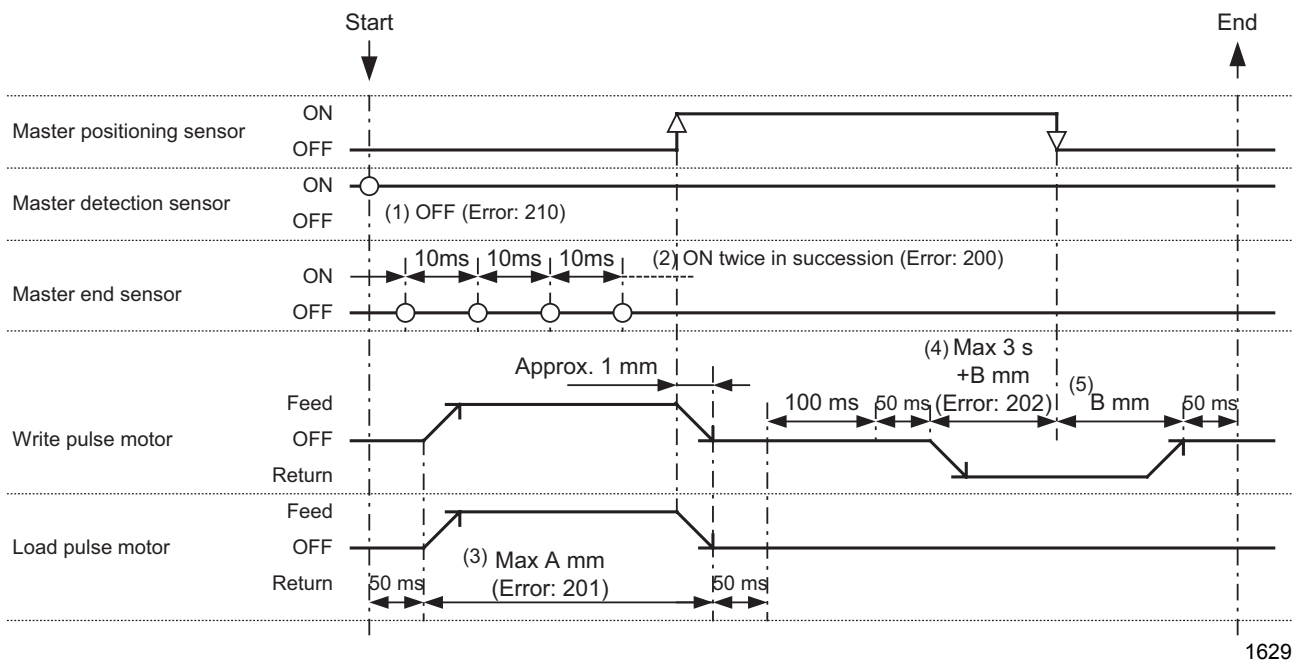 Start
End
Master positioning sensor
ON
OFF
Master detection sensor
ON
OFF
(1) OFF (Error: 210)
Master end sensor
ON
OFF
10ms
10ms
10ms
(2) ON twice in succession (Error: 200)
Write pulse motor
Feed
OFF
Return
Approx. 1 mm
100 ms
50 ms
(4) Max 3 s
+B mm
(Error: 202)
(5) B mm
50 ms
Load pulse motor
Feed
OFF
Return
50 ms
(3) Max A mm
(Error: 201)
50 ms
1629